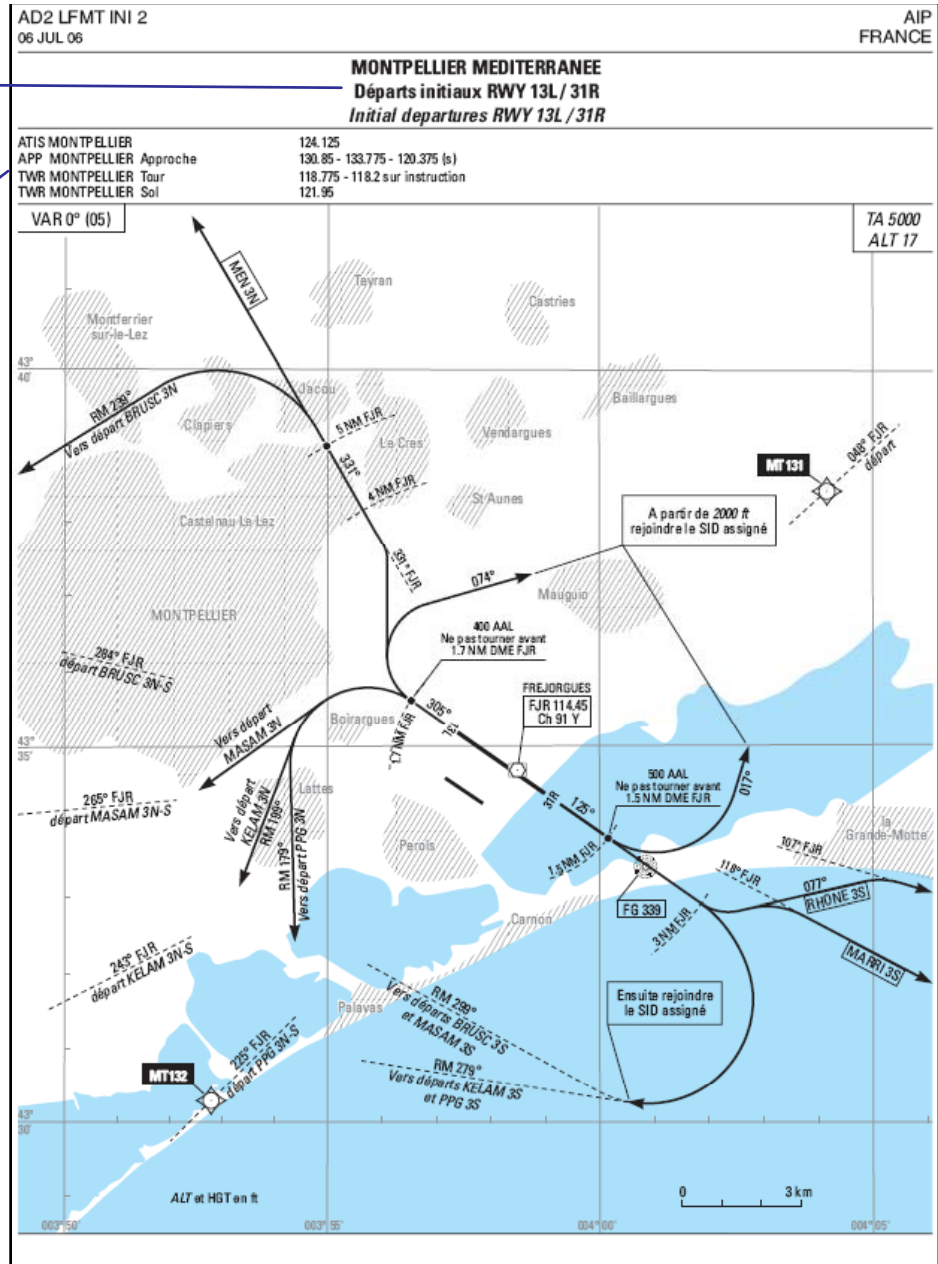 AD2 LFMT INI 2
AIP
06 JUL 06
FRANCE
MONTPELLIER MEDITERRANEE
Départs initiaux RWY 13L / 31R
Initial departures RWY 13L / 31R
ATIS MONTPELLIER 124.125
APP MONTPELLIER Approche 130.85 - 133.775 - 120.375 (s)
TWR MONTPELLIER Tour 118.775 - 118.2 sur instruction
TWR MONTPELLIER Sol 121.95
VAR 0° (05)
TA 5000
ALT 17
MEN 3N
Teyran
Castries
Montferrier
sur-le-Lez
43°
40'
Jacou
Baillargues
RM 239°
Vers départ BRUSC 3N
Clapiers
5 NM FJR
Le Cres
Vendargues
048° FJR
départ
331°
MT131
4 NM FJR
St Aunes
Castelnau Le Lez
A partir de 2000 ft
rejoindre le SID assigné
331° FJR
074°
Mauguio
MONTPELLIER
400 AAL
Ne pas tourner avant
1.7 NM DME FJR
284° FJR
départ BRUSC 3N-S
FREJORGUES
FJR 114.45
Ch 91 Y
305°
13L
Boirargues
1.7 NM FJR
Vers départ
MASAM 3N
43°
35'
500 AAL
Ne pas tourner avant
1.5 NM DME FJR
017°
265° FJR
départ MASAM 3N-S
Lattes
31R
125°
Vers départ
KELAM 3N
RM 199°
RM 179°
Vers départ PPG 3N
Perols
la
Grande-Motte
1.5 NM FJR
107° FJR
118° FJR
077°
RHONE 3S
FG 339
Carnon
3 NM FJR
MARRI 3S
243° FJR
départ KELAM 3N-S
RM 299°
Vers départs BRUSC 3S
et MASAM 3S
Ensuite rejoindre
le SID assigné
Palavas
225° FJR
départ PPG 3N-S
RM 279°
Vers départs KELAM 3S
et PPG 3S
MT132
43°
30'
ALT et HGT en ft
0 3 km
003° 50'
003° 55'
004° 00'
004° 05'